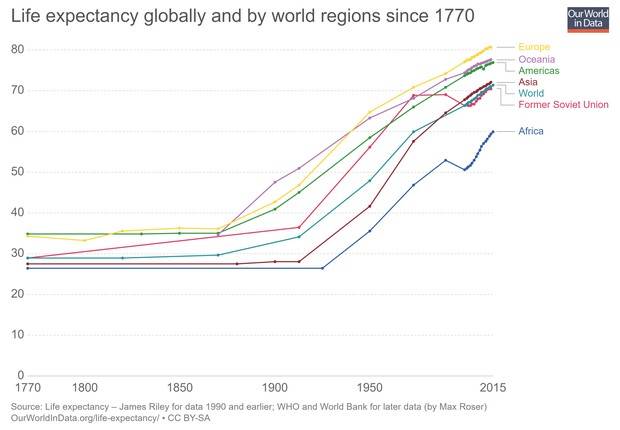 Life expectancy globally and by world regions since 1770
Our World
in Data
80
70
60
50
40
30
20
10
0
1770
1800
1850
1900
1950
2015
Europe
Oceania
Americas
Asia
World
Former Soviet Union
Africa
Source: Life expectancy – James Riley for data 1990 and earlier; WHO and World Bank for later data (by Max Roser)
OurWorldInData.org/life-expectancy/ • CC BY-SA